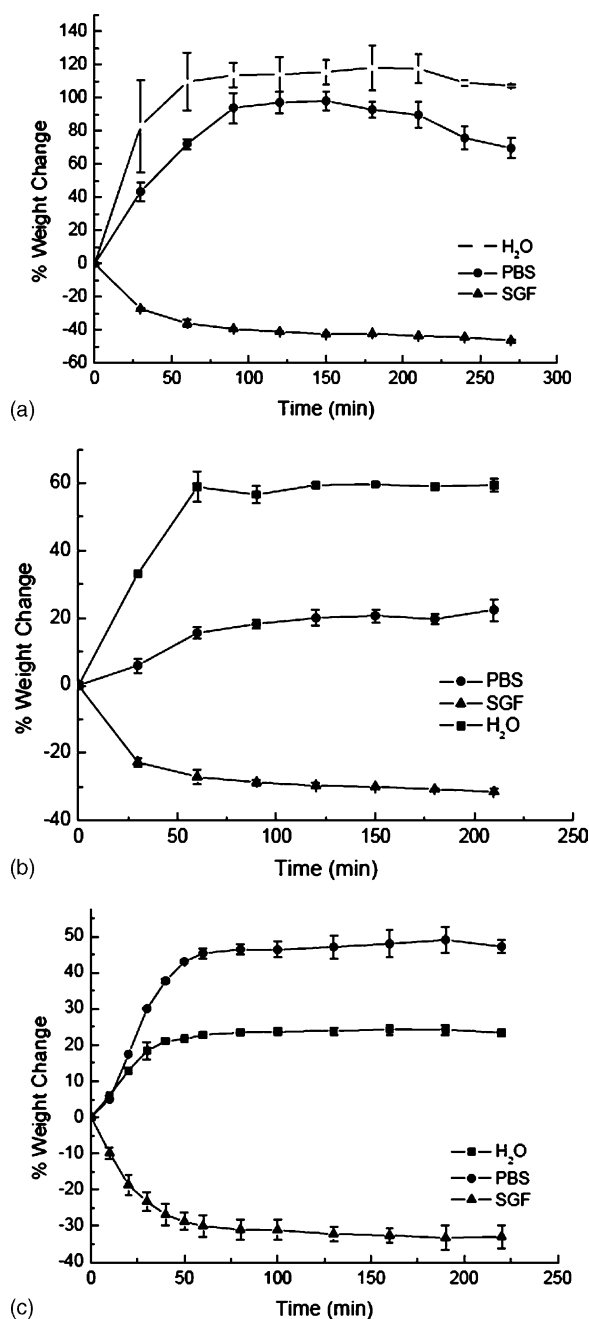 140
120
100
80
60
40
20
0
-20
-40
-60
% Weight Change
H₂O
PBS
SGF
0 50 100 150 200 250 300
Time (min)
(a)
60
40
20
0
-20
-40
% Weight Change
PBS
SGF
H₂O
0 50 100 150 200 250
Time (min)
(b)
50
40
30
20
10
0
-10
-20
-30
-40
% Weight Change
H₂O
PBS
SGF
0 50 100 150 200 250
Time (min)
(c)